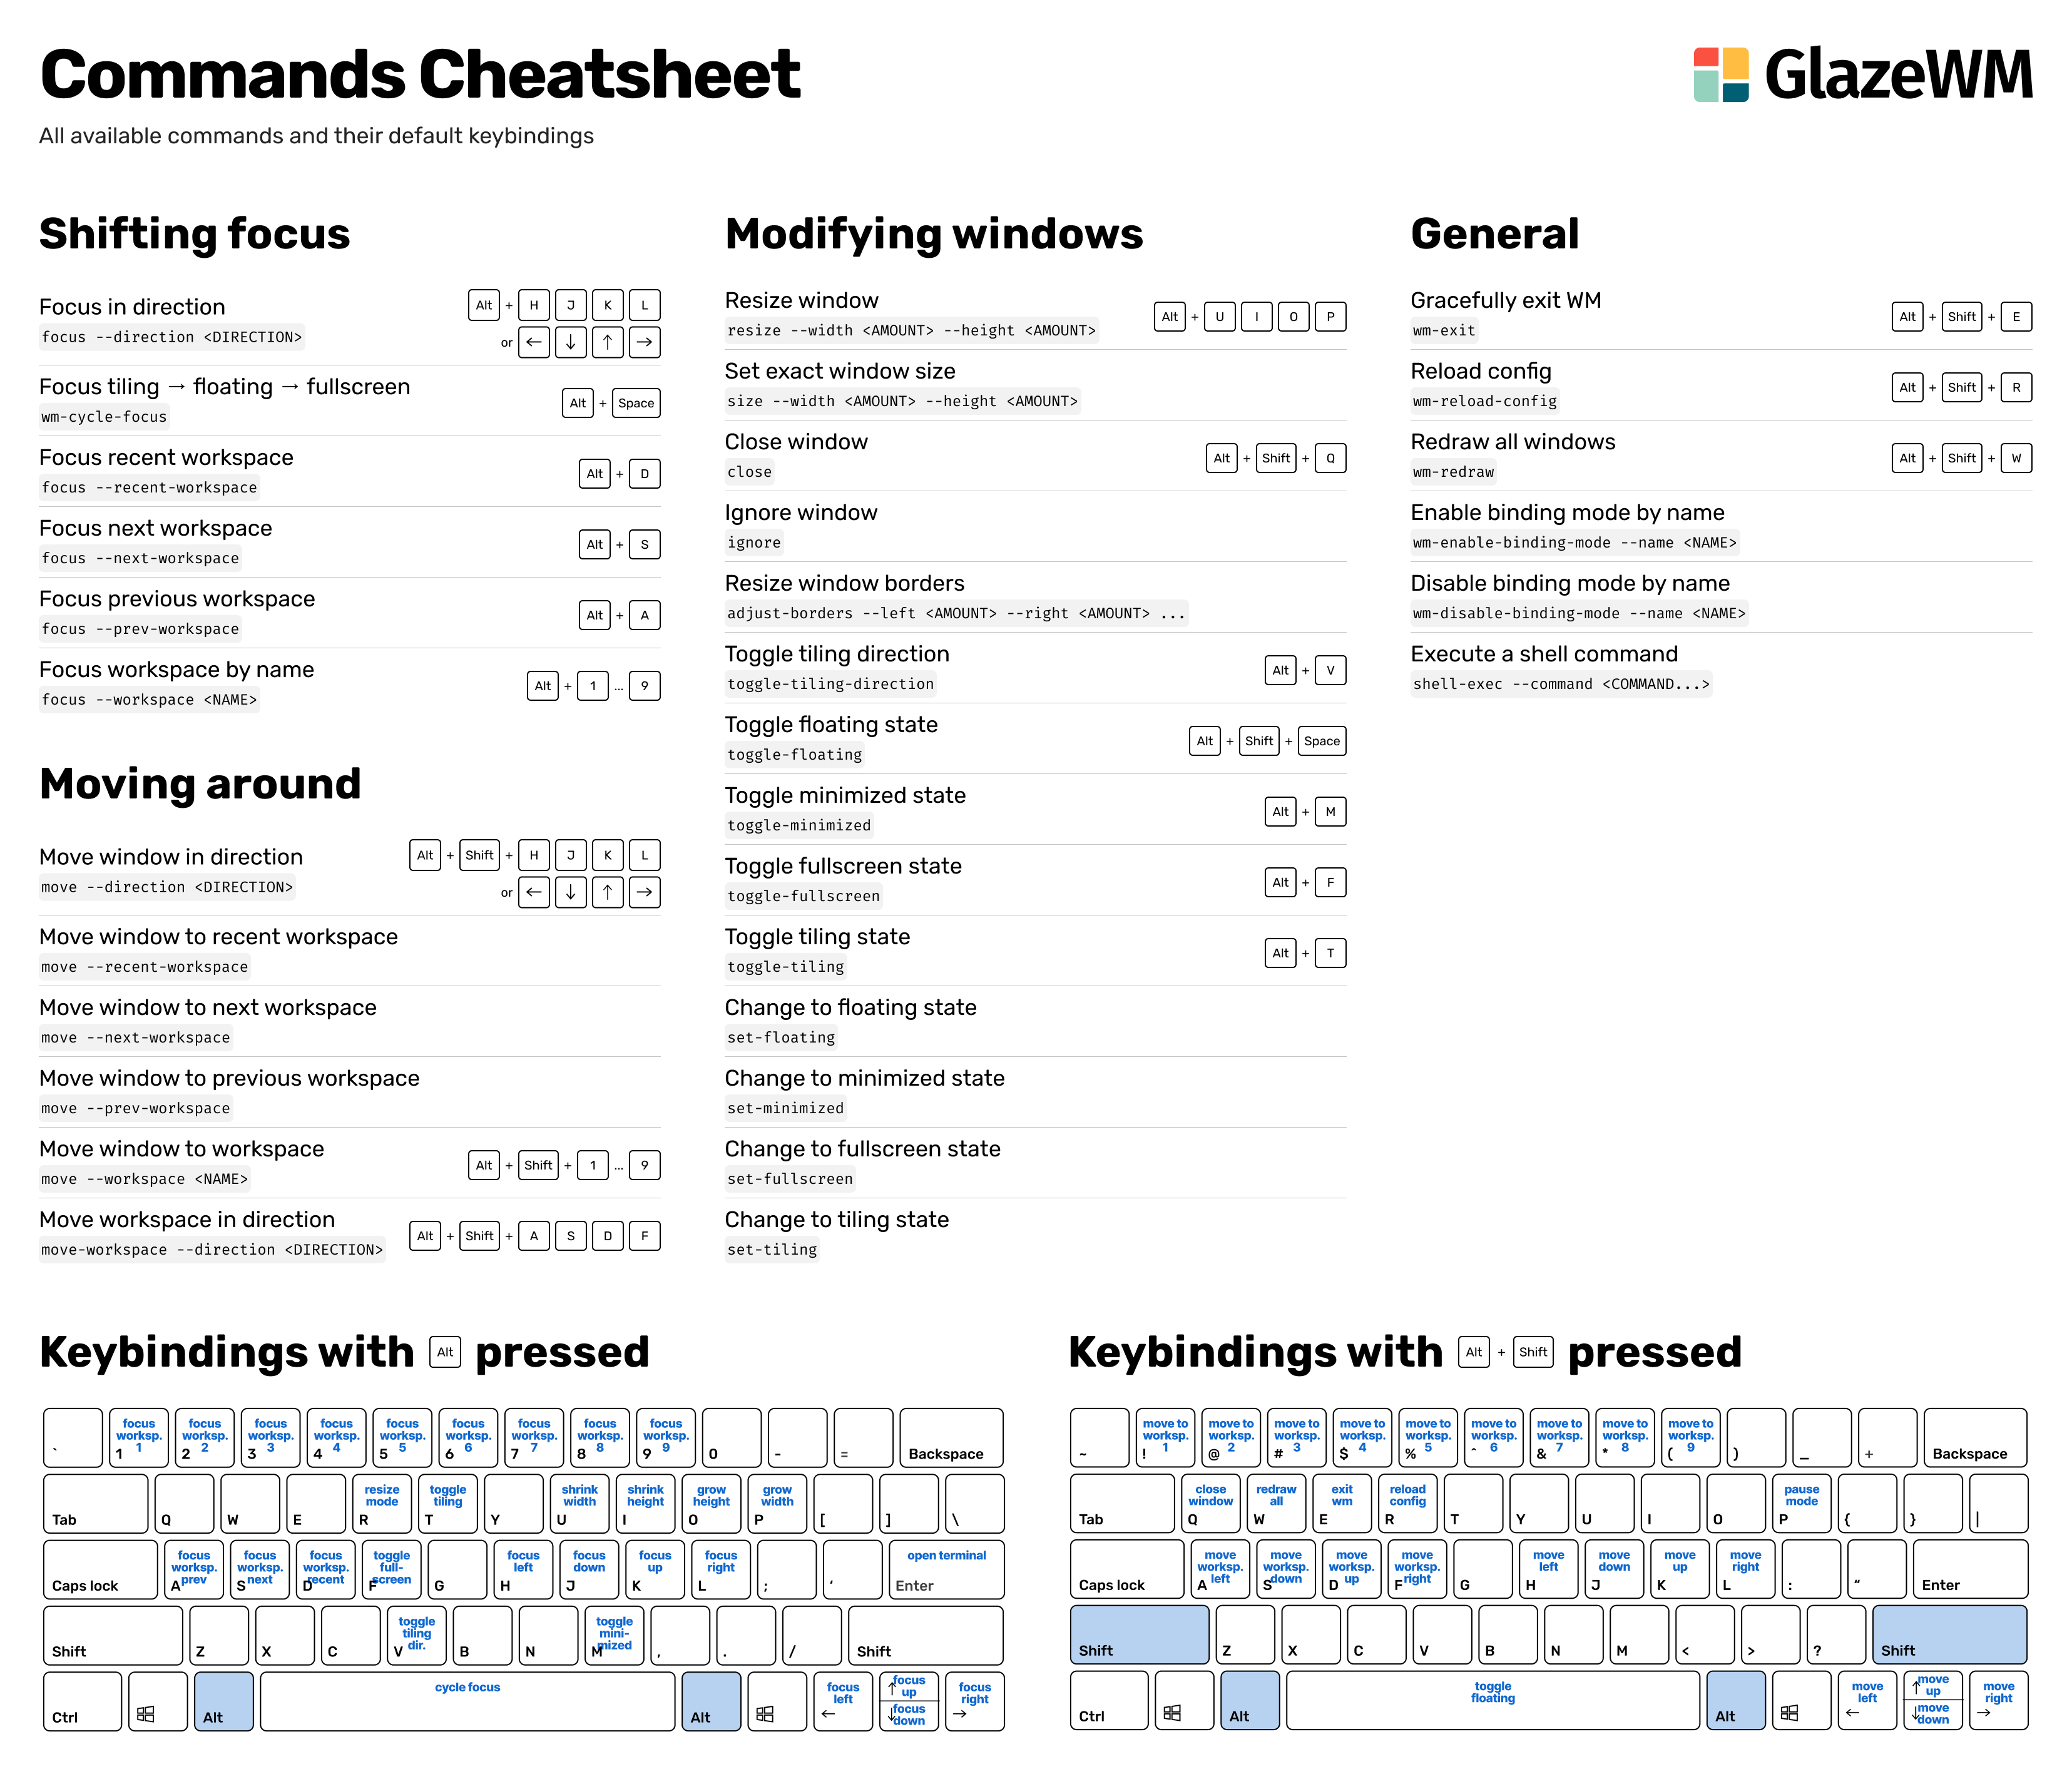 Commands Cheatsheet
GlazeWM
All available commands and their default keybindings
Shifting focus
Focus in direction
focus --direction <DIRECTION>
Alt + H J K L
or ← ↓ ↑ →
Focus tiling → floating → fullscreen
wm-cycle-focus
Alt + Space
Focus recent workspace
focus --recent-workspace
Alt + D
Focus next workspace
focus --next-workspace
Alt + S
Focus previous workspace
focus --prev-workspace
Alt + A
Focus workspace by name
focus --workspace <NAME>
Alt + 1 ... 9
Moving around
Move window in direction
move --direction <DIRECTION>
Alt + Shift + H J K L
or ← ↓ ↑ →
Move window to recent workspace
move --recent-workspace
Move window to next workspace
move --next-workspace
Move window to previous workspace
move --prev-workspace
Move window to workspace
move --workspace <NAME>
Alt + Shift + 1 ... 9
Move workspace in direction
move-workspace --direction <DIRECTION>
Alt + Shift + A S D F
Modifying windows
Resize window
resize --width <AMOUNT> --height <AMOUNT>
Alt + U I O P
Set exact window size
size --width <AMOUNT> --height <AMOUNT>
Close window
close
Alt + Shift + Q
Ignore window
ignore
Resize window borders
adjust-borders --left <AMOUNT> --right <AMOUNT> ...
Toggle tiling direction
toggle-tiling-direction
Alt + V
Toggle floating state
toggle-floating
Alt + Shift + Space
Toggle minimized state
toggle-minimized
Alt + M
Toggle fullscreen state
toggle-fullscreen
Alt + F
Toggle tiling state
toggle-tiling
Alt + T
Change to floating state
set-floating
Change to minimized state
set-minimized
Change to fullscreen state
set-fullscreen
Change to tiling state
set-tiling
General
Gracefully exit WM
wm-exit
Alt + Shift + E
Reload config
wm-reload-config
Alt + Shift + R
Redraw all windows
wm-redraw
Alt + Shift + W
Enable binding mode by name
wm-enable-binding-mode --name <NAME>
Disable binding mode by name
wm-disable-binding-mode --name <NAME>
Execute a shell command
shell-exec --command <COMMAND...>
Keybindings with Alt pressed
`
focus worsp. 1 1
focus worsp. 2 2
focus worsp. 3 3
focus worsp. 4 4
focus worsp. 5 5
focus worsp. 6 6
focus worsp. 7 7
focus worsp. 8 8
focus worsp. 9 9
0
-
=
Backspace
Tab
Q
W
E
resize mode R
toggle tiling T
Y
shrink width U
shrink height I
grow height O
grow width P
[
]
\
Caps lock
focus worksp. prev A
focus worksp. next S
focus worksp. recent D
toggle full-screen F
G
focus left H
focus down J
focus up K
focus right L
;
‘
open terminal Enter
Shift
Z
X
C
toggle tiling dir. V
B
N
toggle mini-mized M
,
.
/
Shift
Ctrl
Alt
cycle focus
Alt
focus left ←
↑ focus up
↓ focus down
focus right →
Keybindings with Alt + Shift pressed
~
move to worksp. 1 !
move to worksp. 2 @
move to worksp. 3 #
move to worksp. 4 $
move to worksp. 5 %
move to worksp. 6 ^
move to worksp. 7 &
move to worksp. 8 *
move to worksp. 9 (
)
_
+
Backspace
Tab
close window Q
redraw all W
exit wm E
reload config R
T
Y
U
I
O
pause mode P
{
}
|
Caps lock
move worksp. left A
move worksp. down S
move worksp. up D
move worksp. right F
G
move left H
move down J
move up K
move right L
:
“
Enter
Shift
Z
X
C
V
B
N
M
<
>
?
Shift
Ctrl
Alt
toggle floating
Alt
move left ←
↑ move up
↓ move down
move right →